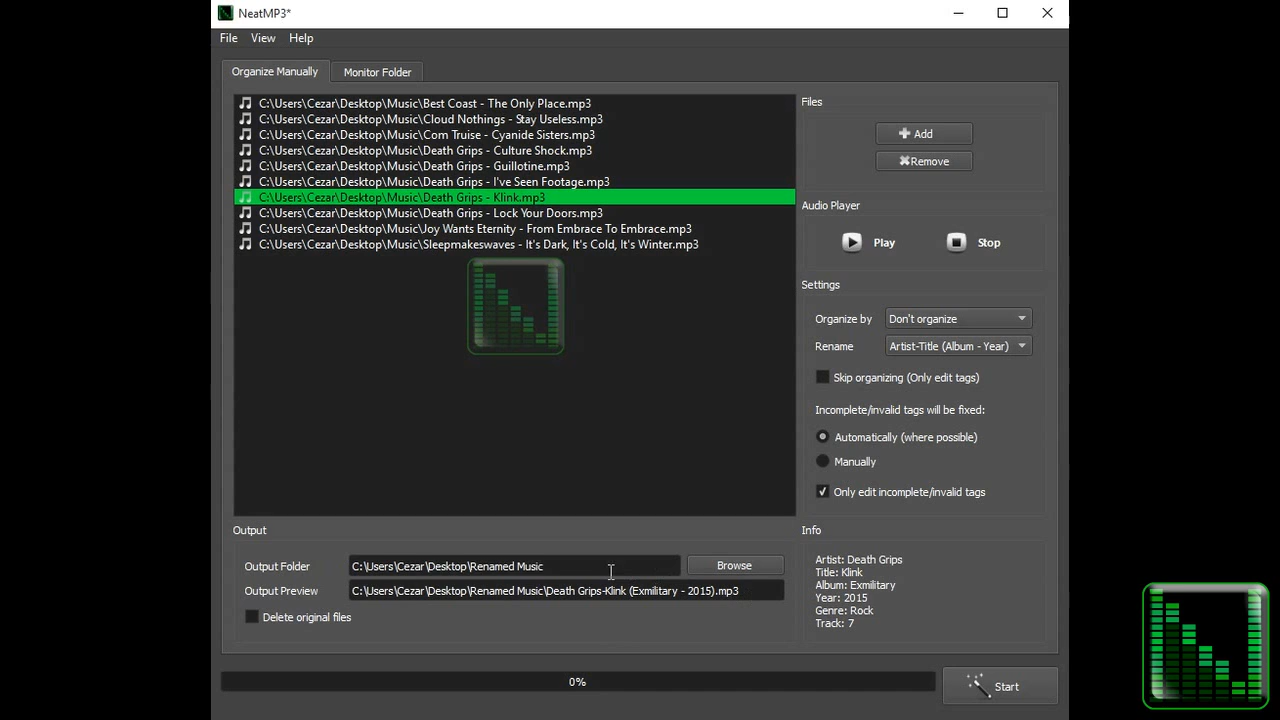 NeatMP3*
File View Help
Organize Manually Monitor Folder
C:\Users\Cezar\Desktop\Music\Best Coast - The Only Place.mp3
C:\Users\Cezar\Desktop\Music\Cloud Nothings - Stay Useless.mp3
C:\Users\Cezar\Desktop\Music\Com Truise - Cyanide Sisters.mp3
C:\Users\Cezar\Desktop\Music\Death Grips - Culture Shock.mp3
C:\Users\Cezar\Desktop\Music\Death Grips - Guillotine.mp3
C:\Users\Cezar\Desktop\Music\Death Grips - I've Seen Footage.mp3
C:\Users\Cezar\Desktop\Music\Death Grips - Klink.mp3
C:\Users\Cezar\Desktop\Music\Death Grips - Lock Your Doors.mp3
C:\Users\Cezar\Desktop\Music\Joy Wants Eternity - From Embrace To Embrace.mp3
C:\Users\Cezar\Desktop\Music\Sleepmakeswaves - It's Dark, It's Cold, It's Winter.mp3
Files
Add
Remove
Audio Player
Play Stop
Settings
Organize by Don't organize
Rename Artist-Title (Album - Year)
Skip organizing (Only edit tags)
Incomplete/invalid tags will be fixed:
Automatically (where possible)
Manually
Only edit incomplete/invalid tags
Output
Output Folder C:\Users\Cezar\Desktop\Renamed Music Browse
Output Preview C:\Users\Cezar\Desktop\Renamed Music\Death Grips-Klink (Exmilitary - 2015).mp3
Delete original files
Info
Artist: Death Grips
Title: Klink
Album: Exmilitary
Year: 2015
Genre: Rock
Track: 7
0%
Start